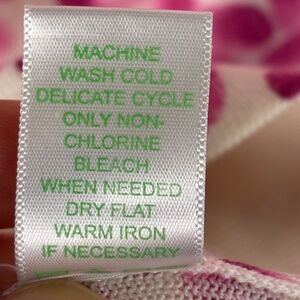 MACHINE
WASH COLD
DELICATE CYCLE
ONLY NON-
CHLORINE
BLEACH
WHEN NEEDED
DRY FLAT
WARM IRON
IF NECESSARY